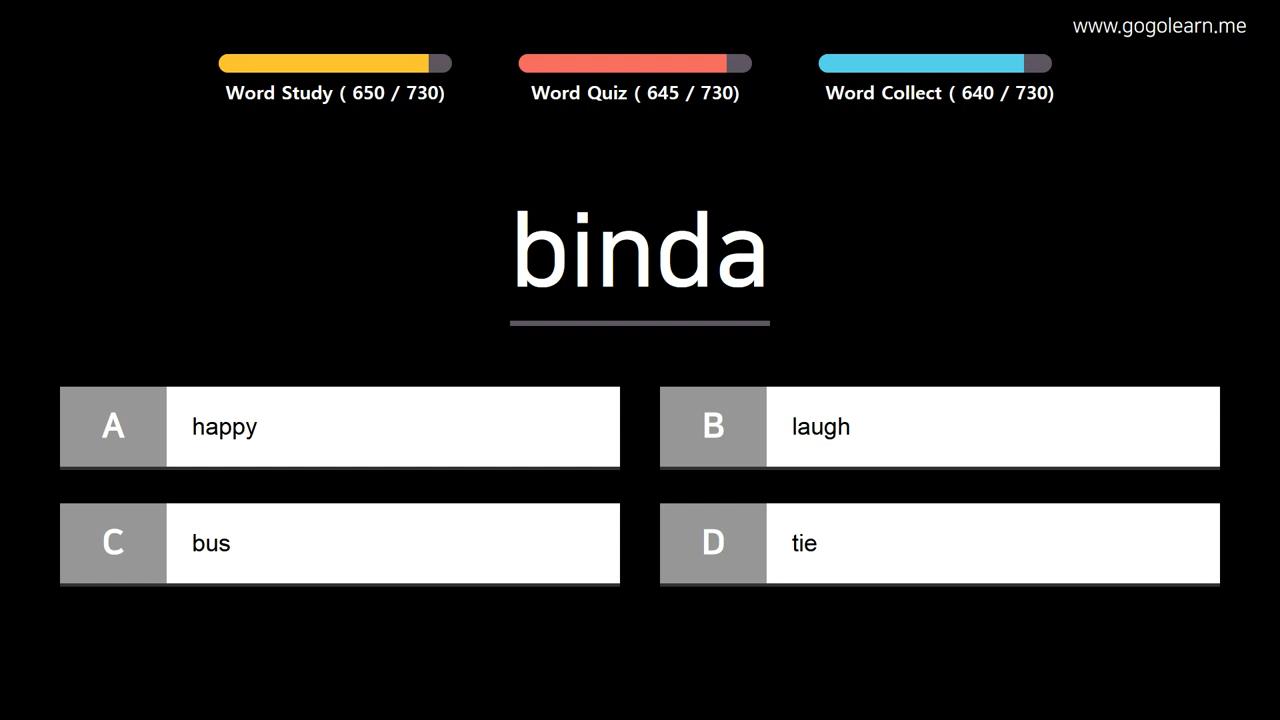 www.gogolearn.me
Word Study ( 650 / 730)
Word Quiz ( 645 / 730)
Word Collect ( 640 / 730)
binda
A happy
B laugh
C bus
D tie